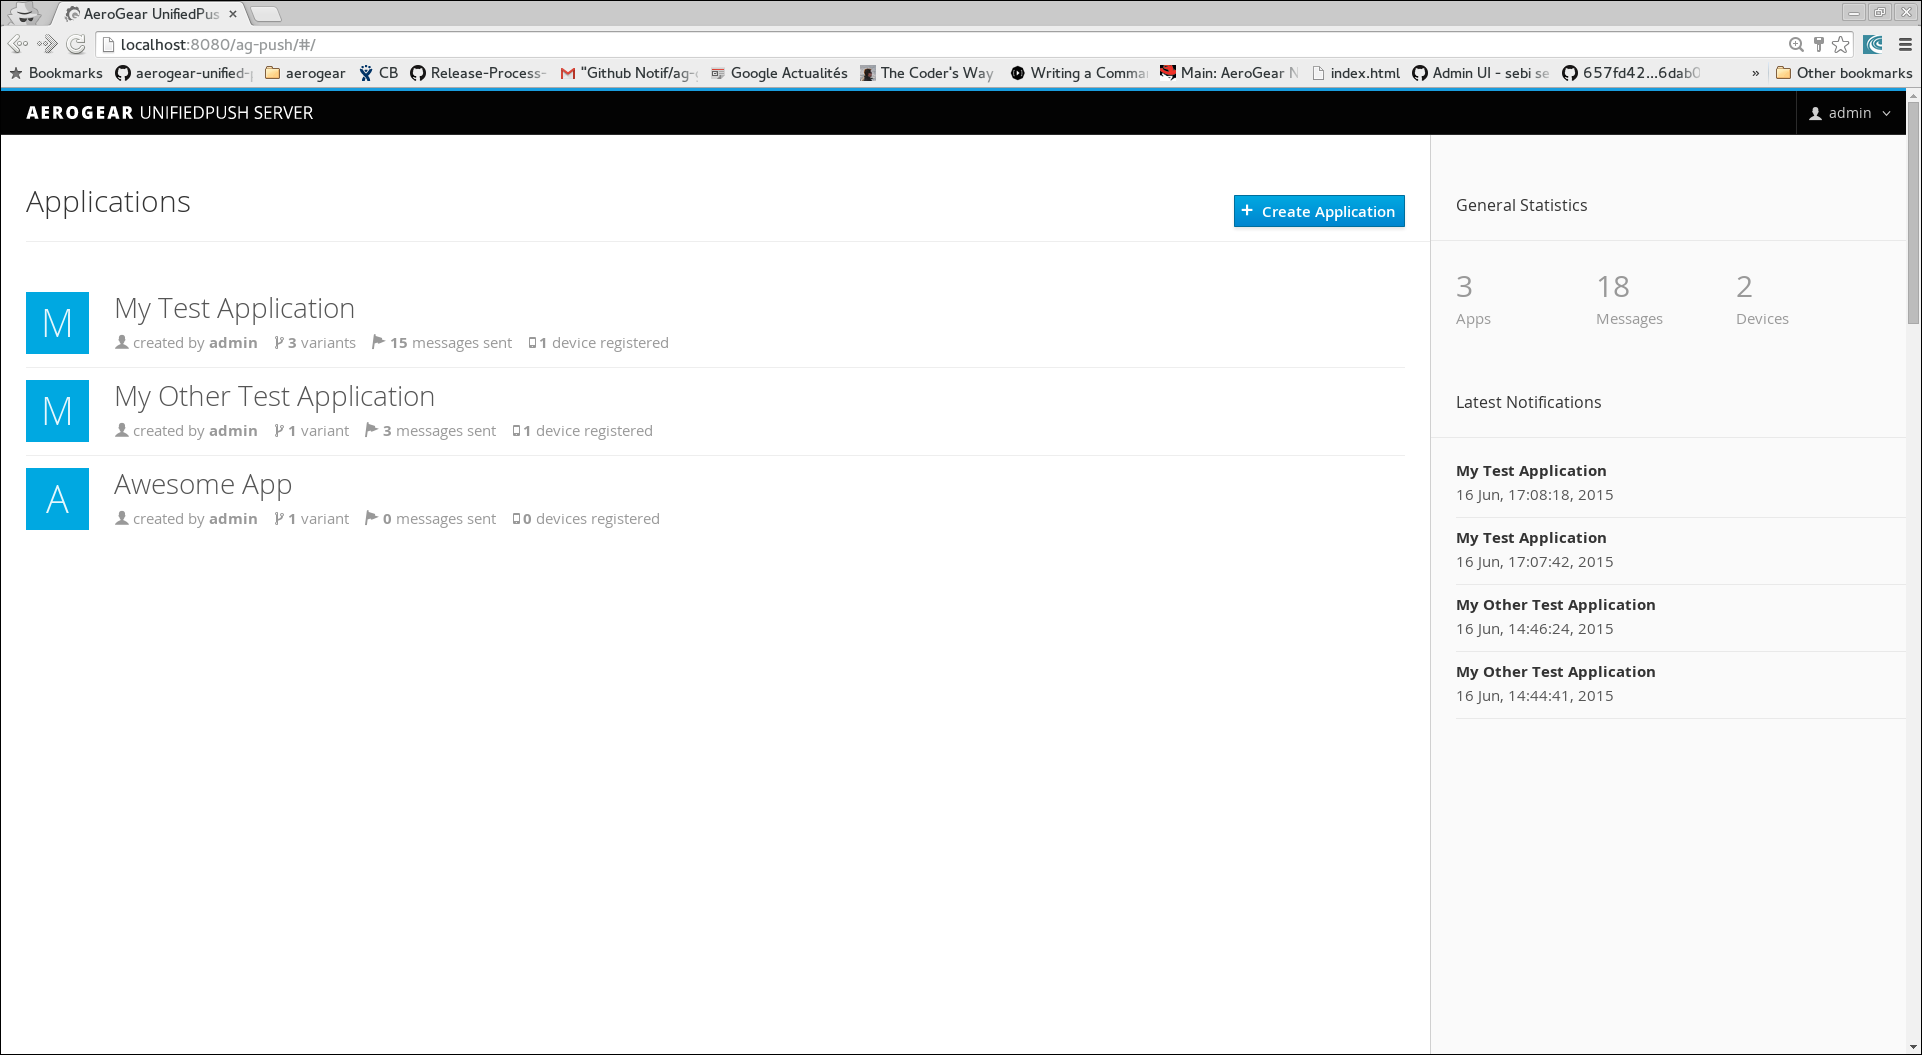 AeroGear UnifiedPus
localhost:8080/ag-push/#/
Bookmarks aerogear-unified- aerogear CB Release-Process- "Github Notif/ag- Google Actualités The Coder's Way Writing a Comma Main: AeroGear N index.html Admin UI - sebi se 657fd42...6dab0 » Other bookmarks
AEROGEAR UNIFIEDPUSH SERVER admin
Applications
+ Create Application
M
My Test Application
created by admin 3 variants 15 messages sent 1 device registered
M
My Other Test Application
created by admin 1 variant 3 messages sent 1 device registered
A
Awesome App
created by admin 1 variant 0 messages sent 0 devices registered
General Statistics
3 18 2
Apps Messages Devices
Latest Notifications
My Test Application
16 Jun, 17:08:18, 2015
My Test Application
16 Jun, 17:07:42, 2015
My Other Test Application
16 Jun, 14:46:24, 2015
My Other Test Application
16 Jun, 14:44:41, 2015